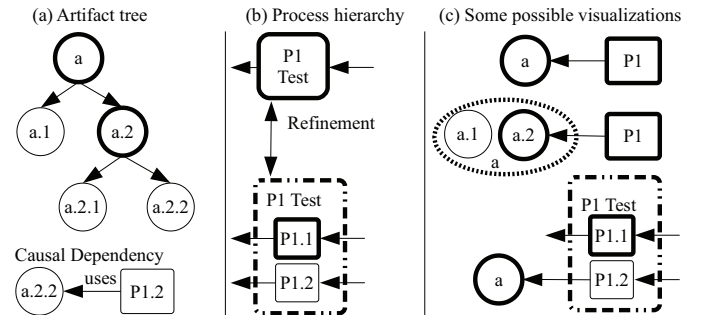 (a) Artifact tree
a
a.1
a.2
a.2.1
a.2.2
Causal Dependency
uses
a.2.2
P1.2
(b) Process hierarchy
P1
Test
Refinement
P1 Test
P1.1
P1.2
(c) Some possible visualizations
a
P1
a.1
a.2
P1
a
P1 Test
P1.1
a
P1.2